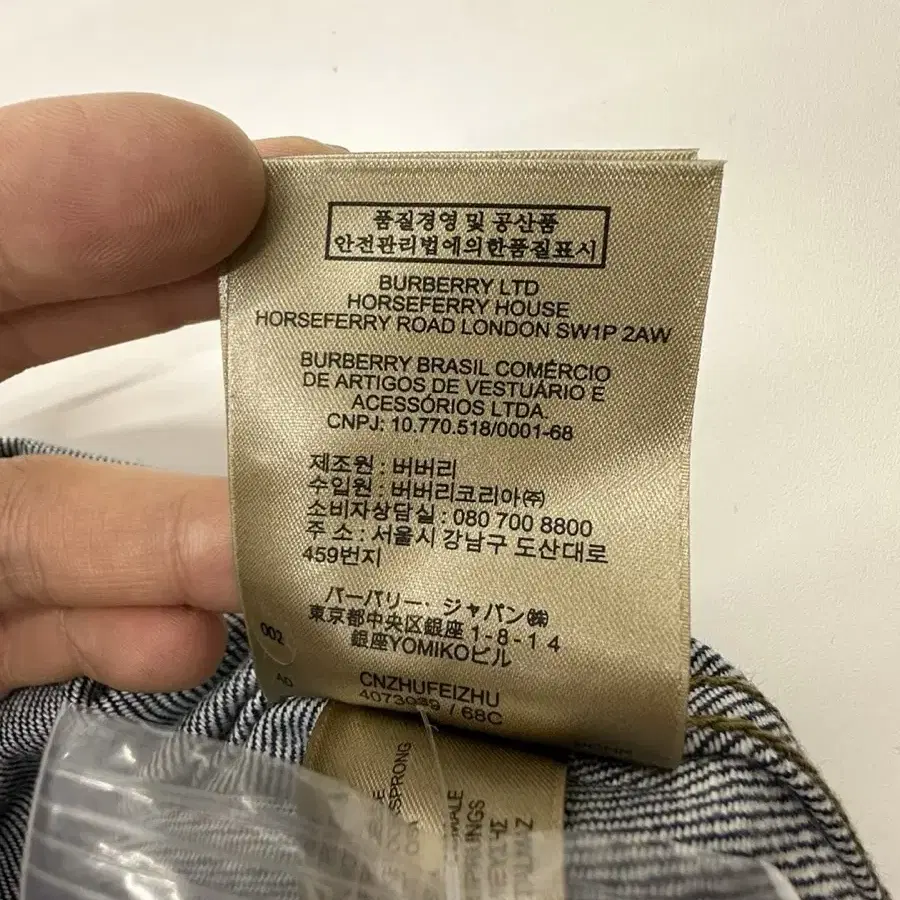 품질경영 및 공산품
안전관리법에의한품질표시
BURBERRY LTD
HORSEFERRY HOUSE
HORSEFERRY ROAD LONDON SW1P 2AW
BURBERRY BRASIL COMÉRCIO
DE ARTIGOS DE VESTUÁRIO E
ACESSÓRIOS LTDA.
CNPJ: 10.770.518/0001-68
제조원 : 버버리
수입원 : 버버리코리아㈜
소비자상담실 : 080 700 8800
주 소 : 서울시 강남구 도산대로
459번지
バーバリー・ジャパン㈱
東京都中央区銀座1-8-14
銀座YOMIKOビル
002
AD
CNZHUFEIZHU
/ 68C